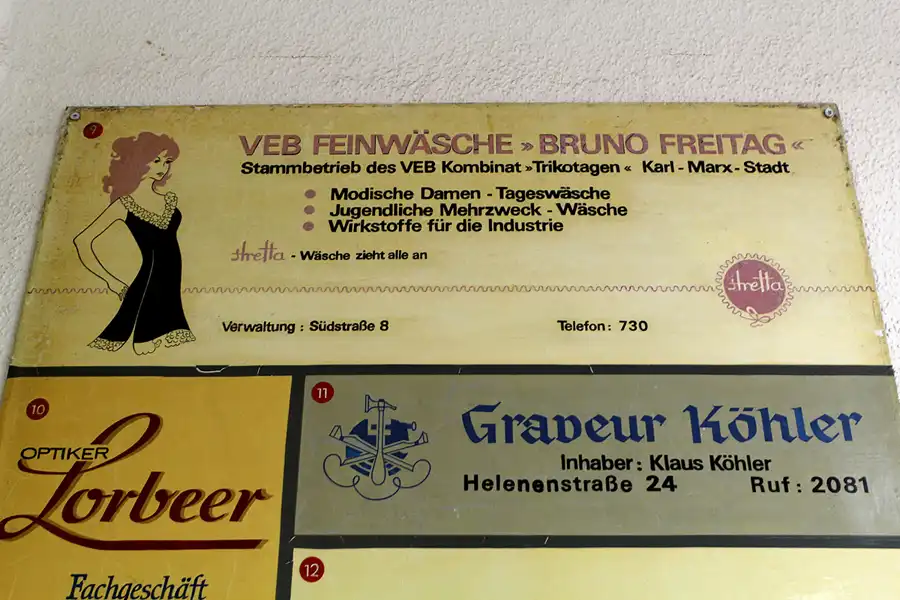 9
VEB FEINWÄSCHE » BRUNO FREITAG «
Stammbetrieb des VEB Kombinat »Trikotagen « Karl - Marx - Stadt
Modische Damen - Tageswäsche
Jugendliche Mehrzweck - Wäsche
Wirkstoffe für die Industrie
stretta - Wäsche zieht alle an
stretta
Verwaltung : Südstraße 8
Telefon : 730
10
OPTIKER
Lorbeer
Fachgeschäft
11
Graveur Köhler
Inhaber : Klaus Köhler
Helenenstraße 24 Ruf : 2081
12